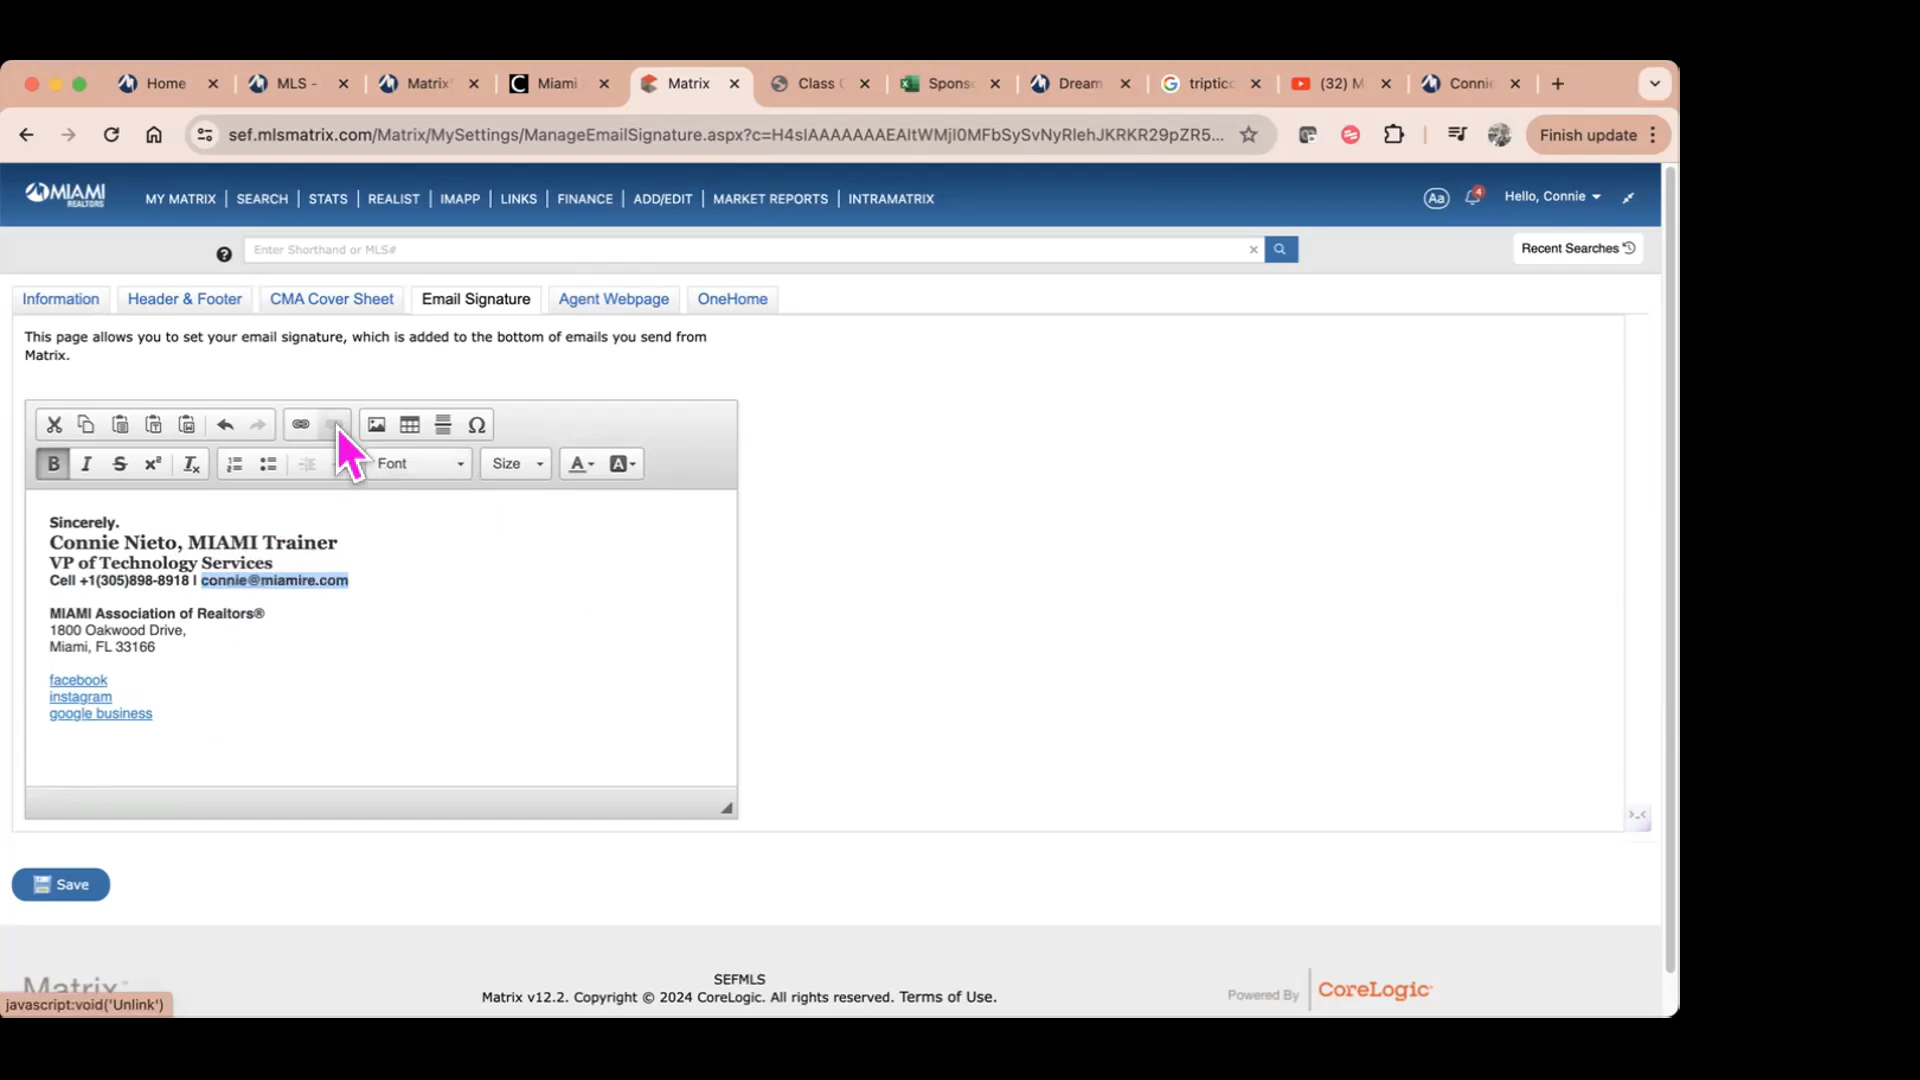 Home
MLS -
Matrix
Miami
Matrix
Class
Spons
Dream
triptic
(32) M
Connie
sef.mlsmatrix.com/Matrix/MySettings/ManageEmailSignature.aspx?c=H4sIAAAAAAAEAItWMjI0MFbSySvNyRlehJKRKR29pZR5...
Finish update
MIAMI
REALTORS
MY MATRIX
SEARCH
STATS
REALIST
IMAPP
LINKS
FINANCE
ADD/EDIT
MARKET REPORTS
INTRAMATRIX
Aa
4
Hello, Connie
?
Enter Shorthand or MLS#
Recent Searches
Information
Header & Footer
CMA Cover Sheet
Email Signature
Agent Webpage
OneHome
This page allows you to set your email signature, which is added to the bottom of emails you send from
Matrix.
Font
Size
Sincerely.
Connie Nieto, MIAMI Trainer
VP of Technology Services
Cell +1(305)898-8918 I connie@miamire.com
MIAMI Association of Realtors®
1800 Oakwood Drive,
Miami, FL 33166
facebook
instagram
google business
Save
Matrix™
SEFMLS
Matrix v12.2. Copyright © 2024 CoreLogic. All rights reserved. Terms of Use.
Powered By
CoreLogic
javascript:void('Unlink')